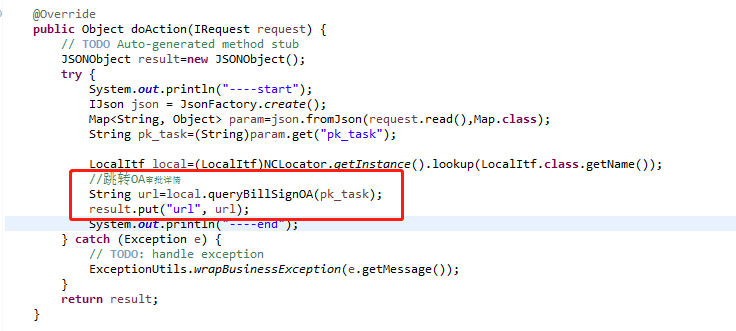 @Override
public Object doAction(IRequest request) {
// TODO Auto-generated method stub
JSONObject result=new JSONObject();
try {
System.out.println("----start");
IJson json = JsonFactory.create();
Map<String, Object> param=json.fromJson(request.read(),Map.class);
String pk_task=(String)param.get("pk_task");
LocalItf local=(LocalItf)NCLocator.getInstance().lookup(LocalItf.class.getName());
//跳转OA审批详情
String url=local.queryBillSignOA(pk_task);
result.put("url", url);
System.out.println("----end");
} catch (Exception e) {
// TODO: handle exception
ExceptionUtils.wrapBusinessException(e.getMessage());
}
return result;
}